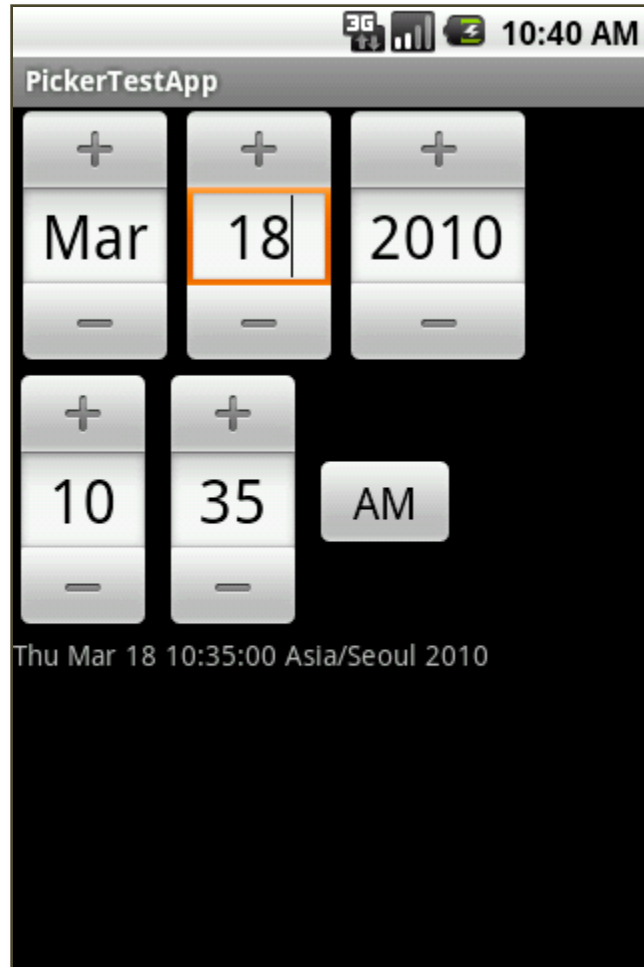 3G 10:40 AM
PickerTestApp
+ + +
Mar 18 2010
− − −
+ +
10 35 AM
− −
Thu Mar 18 10:35:00 Asia/Seoul 2010